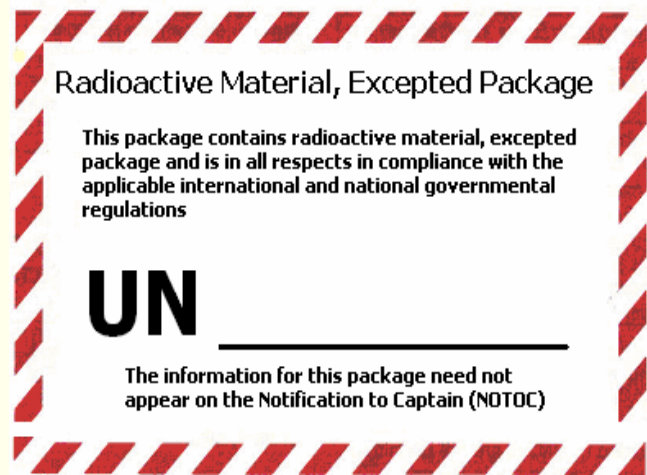 Radioactive Material, Excepted Package
This package contains radioactive material, excepted
package and is in all respects in compliance with the
applicable international and national governmental
regulations
UN
The information for this package need not
appear on the Notification to Captain (NOTOC)